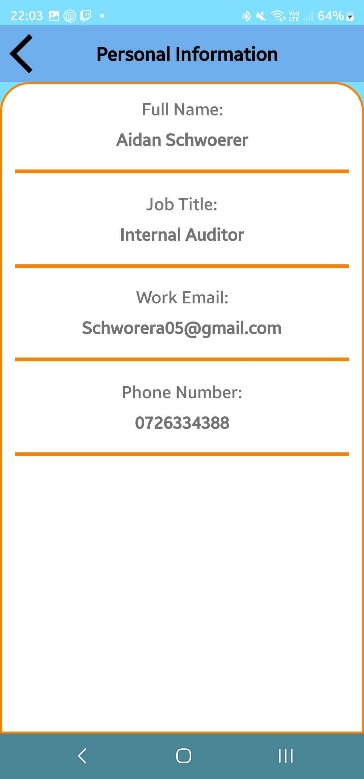 22:03 64%
Personal Information
Full Name:
Aidan Schwoerer
Job Title:
Internal Auditor
Work Email:
Schworera05@gmail.com
Phone Number:
0726334388